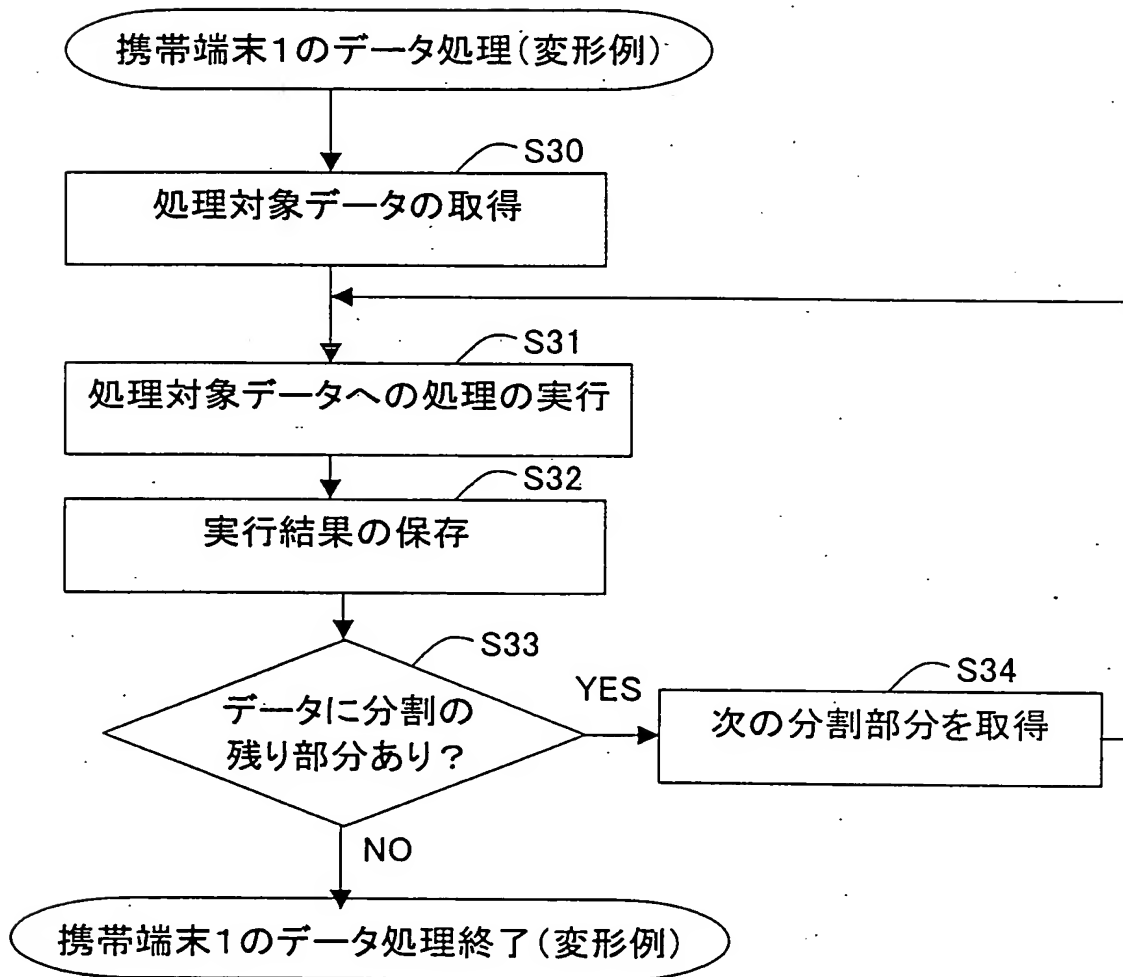 携帯端末1のデータ処理(変形例)
S30
処理対象データの取得
S31
処理対象データへの処理の実行
S32
実行結果の保存
S33
データに分割の
残り部分あり？
YES
S34
次の分割部分を取得
NO
携帯端末1のデータ処理終了(変形例)